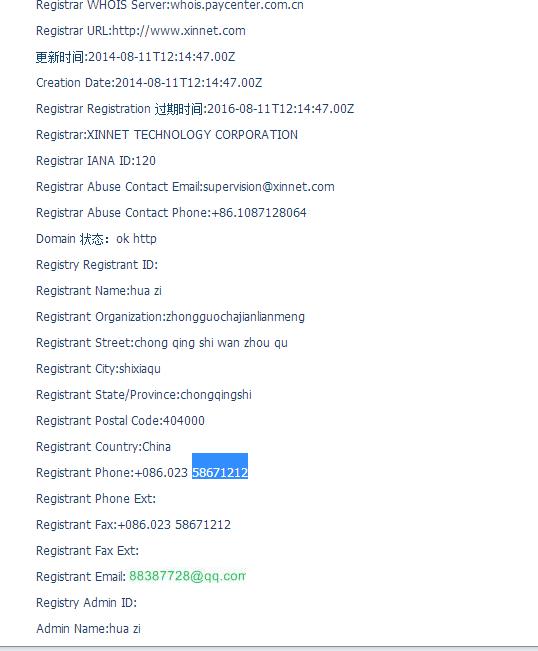 Registrar WHOIS Server:whois.paycenter.com.cn
Registrar URL:http://www.xinnet.com
更新时间:2014-08-11T12:14:47.00Z
Creation Date:2014-08-11T12:14:47.00Z
Registrar Registration 过期时间:2016-08-11T12:14:47.00Z
Registrar:XINNET TECHNOLOGY CORPORATION
Registrar IANA ID:120
Registrar Abuse Contact Email:supervision@xinnet.com
Registrar Abuse Contact Phone:+86.1087128064
Domain 状态：ok http
Registry Registrant ID:
Registrant Name:hua zi
Registrant Organization:zhongguochajianlianmeng
Registrant Street:chong qing shi wan zhou qu
Registrant City:shixiaqu
Registrant State/Province:chongqingshi
Registrant Postal Code:404000
Registrant Country:China
Registrant Phone:+086.023 58671212
Registrant Phone Ext:
Registrant Fax:+086.023 58671212
Registrant Fax Ext:
Registrant Email: 88387728@qq.com
Registry Admin ID:
Admin Name:hua zi